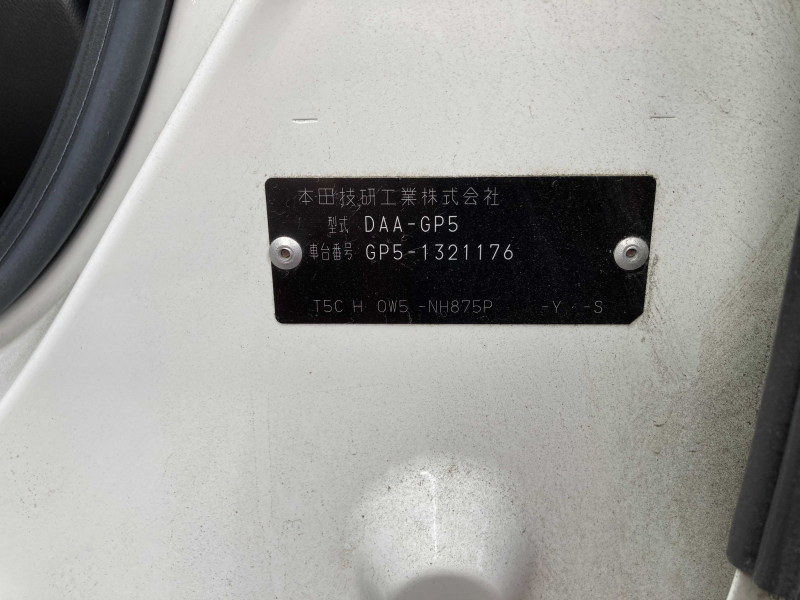 本田技研工業株式会社
型式 DAA-GP5
車台番号 GP5-1321176
T5C H 0W5 -NH875P -Y -S